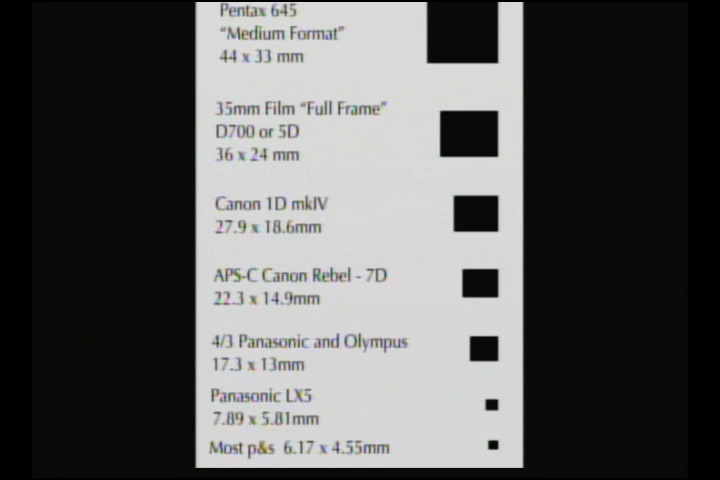 Pentax 645
“Medium Format”
44 x 33 mm
35mm Film “Full Frame”
D700 or 5D
36 x 24 mm
Canon 1D mkIV
27.9 x 18.6mm
APS-C Canon Rebel - 7D
22.3 x 14.9mm
4/3 Panasonic and Olympus
17.3 x 13mm
Panasonic LX5
7.89 x 5.81mm
Most p&s 6.17 x 4.55mm